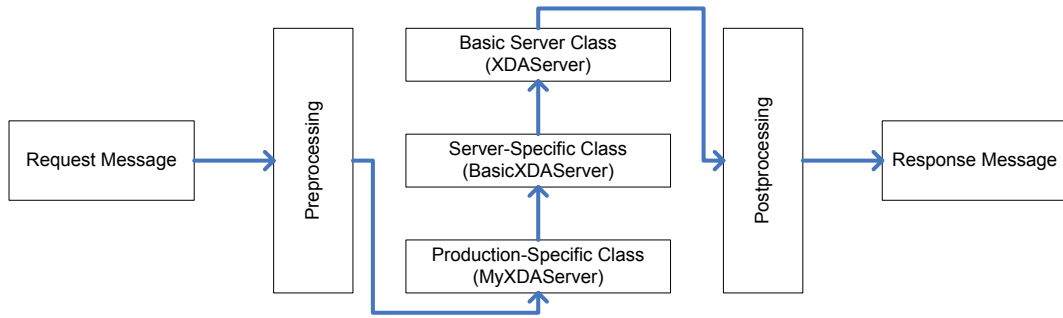 Request Message
Preprocessing
Basic Server Class
(XDAServer)
Server-Specific Class
(BasicXDAServer)
Production-Specific Class
(MyXDAServer)
Postprocessing
Response Message